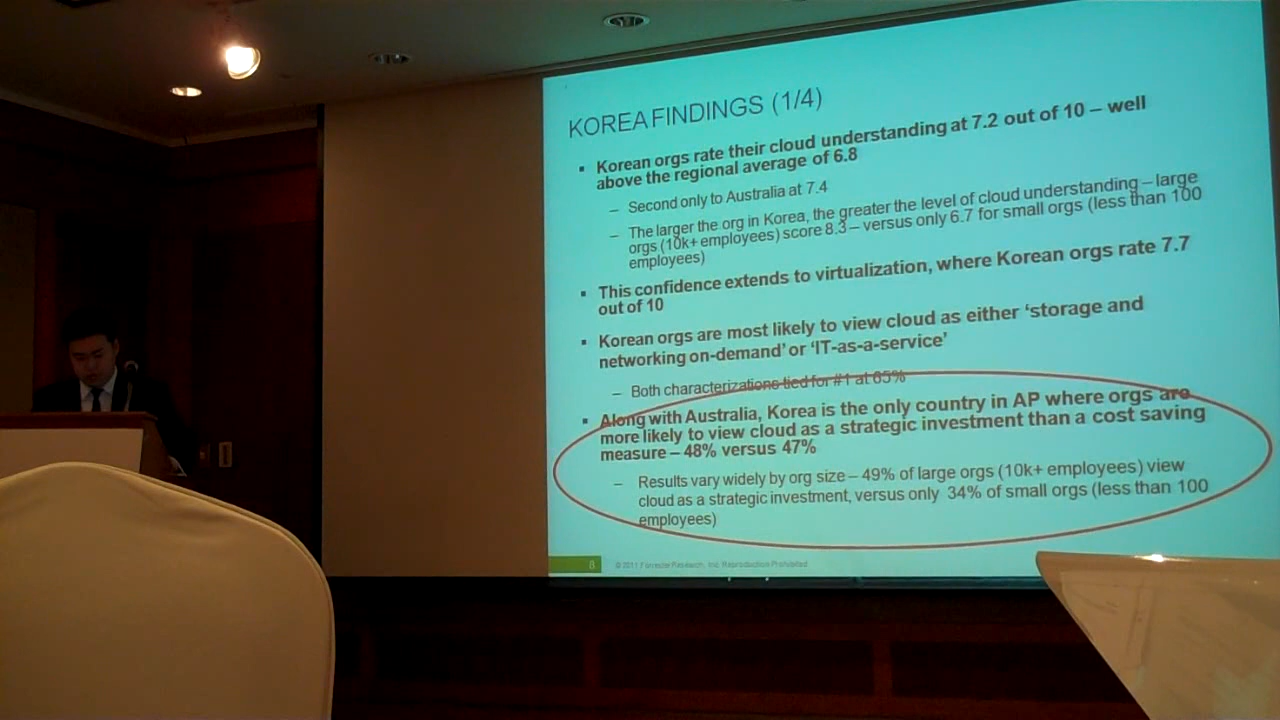 KOREA FINDINGS (1/4)
▪ Korean orgs rate their cloud understanding at 7.2 out of 10 – well
above the regional average of 6.8
– Second only to Australia at 7.4
– The larger the org in Korea, the greater the level of cloud understanding – large
orgs (10k+ employees) score 8.3 – versus only 6.7 for small orgs (less than 100
employees)
▪ This confidence extends to virtualization, where Korean orgs rate 7.7
out of 10
▪ Korean orgs are most likely to view cloud as either ‘storage and
networking on-demand’ or ‘IT-as-a-service’
– Both characterizations tied for #1 at 65%
▪ Along with Australia, Korea is the only country in AP where orgs are
more likely to view cloud as a strategic investment than a cost saving
measure – 48% versus 47%
– Results vary widely by org size – 49% of large orgs (10k+ employees) view
cloud as a strategic investment, versus only 34% of small orgs (less than 100
employees)
8
© 2011 Forrester Research, Inc. Reproduction Prohibited